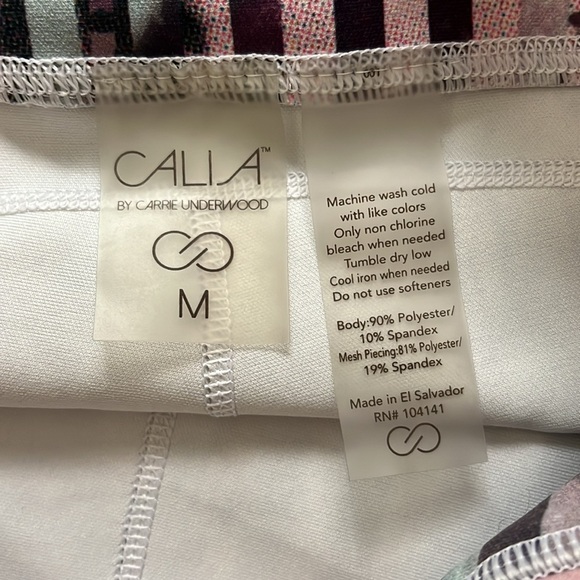 CALIA™
BY CARRIE UNDERWOOD
M
001
Machine wash cold
with like colors
Only non chlorine
bleach when needed
Tumble dry low
Cool iron when needed
Do not use softeners
Body:90% Polyester/
10% Spandex
Mesh Piecing:81% Polyester/
19% Spandex
Made in El Salvador
RN# 104141